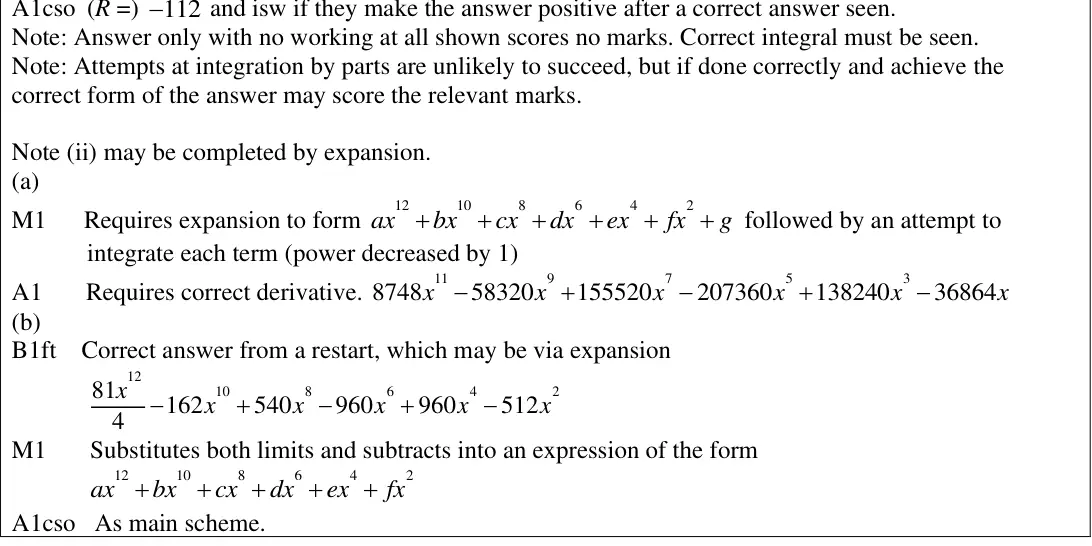 A1cso (R =) –112 and isw if they make the answer positive after a correct answer seen.
Note: Answer only with no working at all shown scores no marks. Correct integral must be seen.
Note: Attempts at integration by parts are unlikely to succeed, but if done correctly and achieve the
correct form of the answer may score the relevant marks.
Note (ii) may be completed by expansion.
(a)
M1 Requires expansion to form ax^12 + bx^10 + cx^8 + dx^6 + ex^4 + fx^2 + g followed by an attempt to
integrate each term (power decreased by 1)
A1 Requires correct derivative. 8748x^11 – 58320x^9 + 155520x^7 – 207360x^5 + 138240x^3 – 36864x
(b)
B1ft Correct answer from a restart, which may be via expansion
81x^12/4 – 162x^10 + 540x^8 – 960x^6 + 960x^4 – 512x^2
M1 Substitutes both limits and subtracts into an expression of the form
ax^12 + bx^10 + cx^8 + dx^6 + ex^4 + fx^2
A1cso As main scheme.